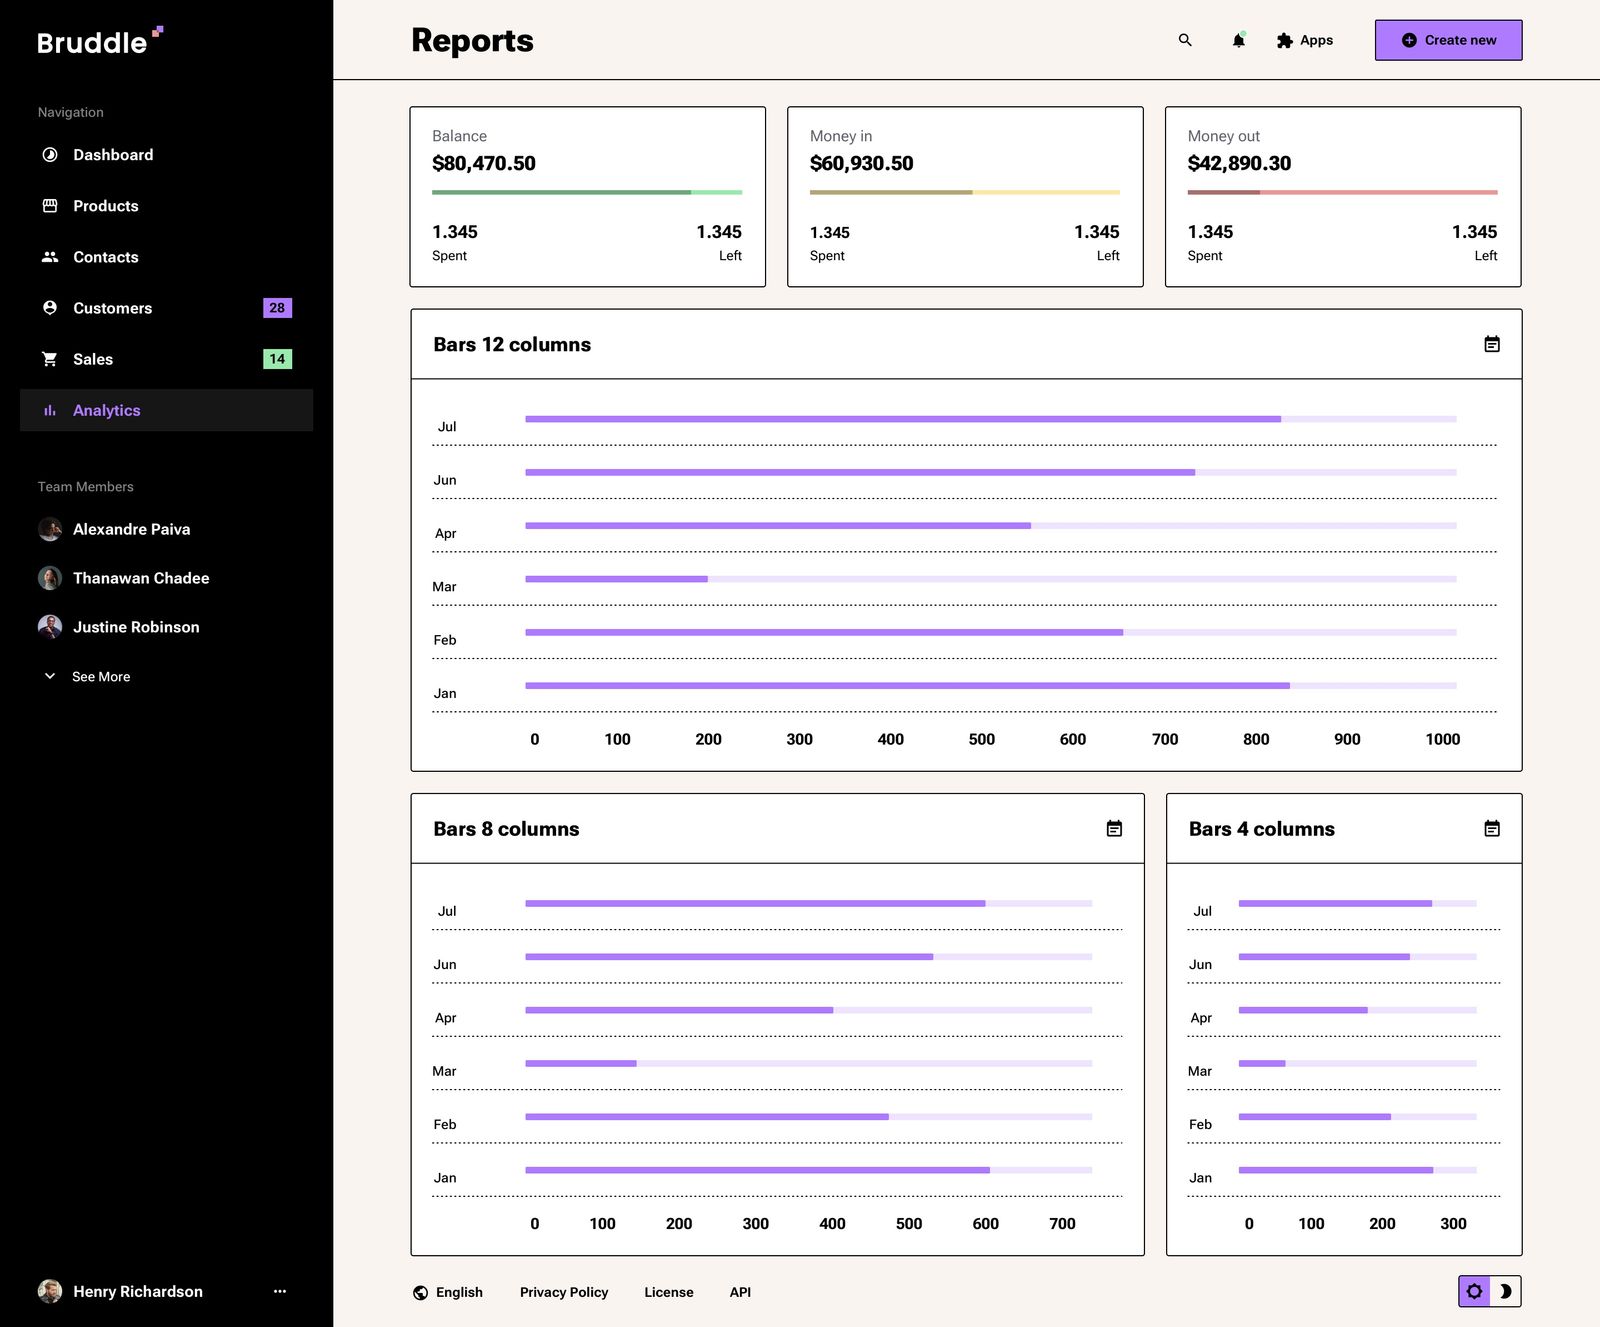 Bruddle
Navigation
Dashboard
Products
Contacts
Customers 28
Sales 14
Analytics
Team Members
Alexandre Paiva
Thanawan Chadee
Justine Robinson
See More
Henry Richardson
Reports
Apps
Create new
Balance
$80,470.50
1.345 1.345
Spent Left
Money in
$60,930.50
1.345 1.345
Spent Left
Money out
$42,890.30
1.345 1.345
Spent Left
Bars 12 columns
Jul
Jun
Apr
Mar
Feb
Jan
0 100 200 300 400 500 600 700 800 900 1000
Bars 8 columns
Jul
Jun
Apr
Mar
Feb
Jan
0 100 200 300 400 500 600 700
Bars 4 columns
Jul
Jun
Apr
Mar
Feb
Jan
0 100 200 300
English Privacy Policy License API